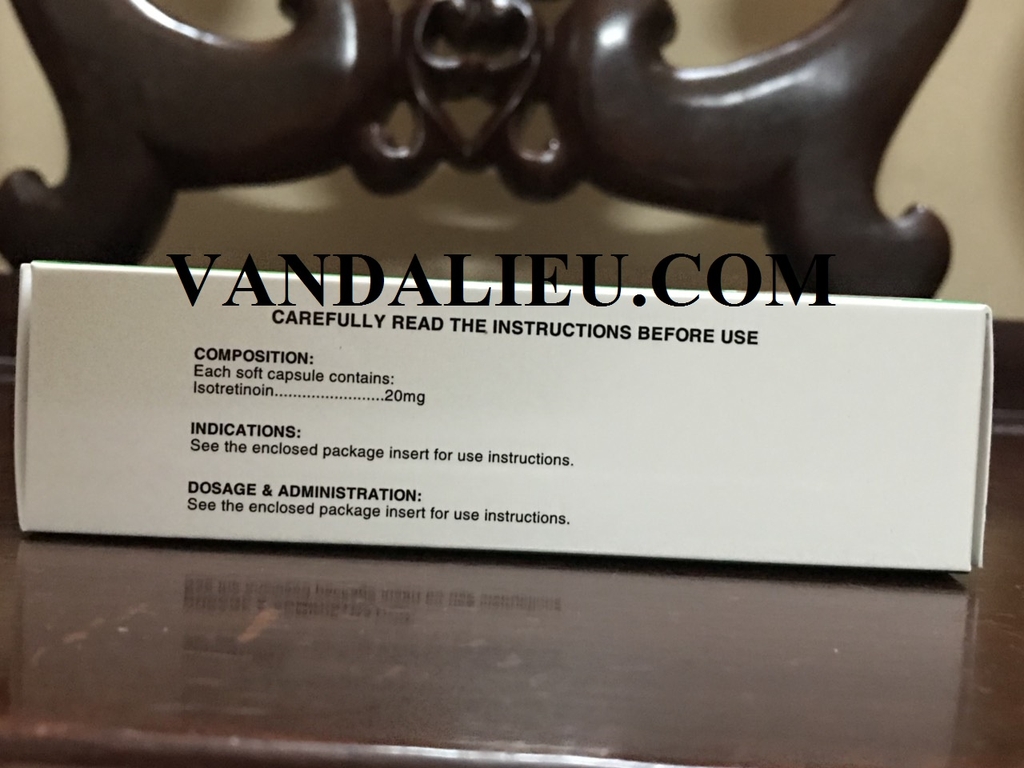 VANDALIEU.COM
CAREFULLY READ THE INSTRUCTIONS BEFORE USE
COMPOSITION:
Each soft capsule contains:
Isotretinoin........................20mg
INDICATIONS:
See the enclosed package insert for use instructions.
DOSAGE & ADMINISTRATION:
See the enclosed package insert for use instructions.